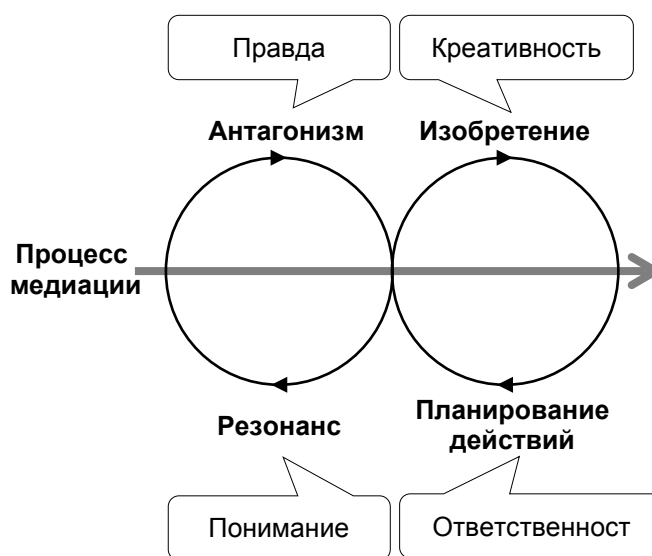 Правда
Креативность
Антагонизм
Изобретение
Процесс
медиации
Резонанс
Планирование
действий
Понимание
Ответственност